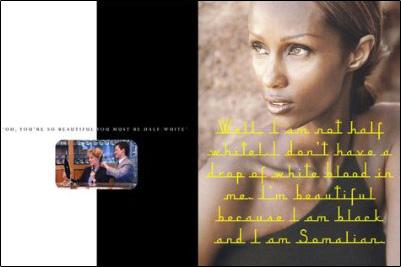 "OH, YOU'RE SO BEAUTIFUL YOU MUST BE HALF WHITE"
Well, I am not half
white! I don't have a
drop of white blood in
me. I'm beautiful
because I am black
and I am Somalian.